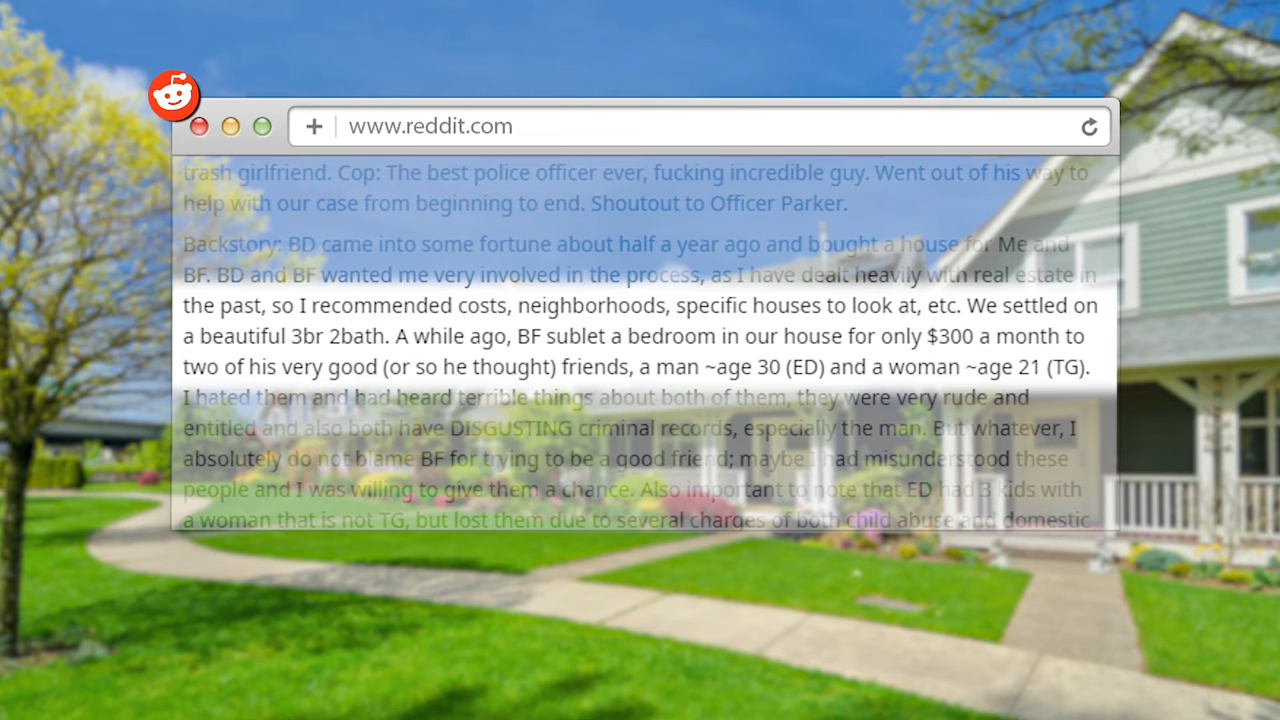 www.reddit.com
trash girlfriend. Cop: The best police officer ever, fucking incredible guy. Went out of his way to
help with our case from beginning to end. Shoutout to Officer Parker.
Backstory: BD came into some fortune about half a year ago and bought a house for Me and
BF. BD and BF wanted me very involved in the process, as I have dealt heavily with real estate in
the past, so I recommended costs, neighborhoods, specific houses to look at, etc. We settled on
a beautiful 3br 2bath. A while ago, BF sublet a bedroom in our house for only $300 a month to
two of his very good (or so he thought) friends, a man ~age 30 (ED) and a woman ~age 21 (TG).
I hated them and had heard terrible things about both of them, they were very rude and
entitled and also both have DISGUSTING criminal records, especially the man. But whatever, I
absolutely do not blame BF for trying to be a good friend; maybe I had misunderstood these
people and I was willing to give them a chance. Also important to note that ED had 3 kids with
a woman that is not TG, but lost them due to several charges of both child abuse and domestic